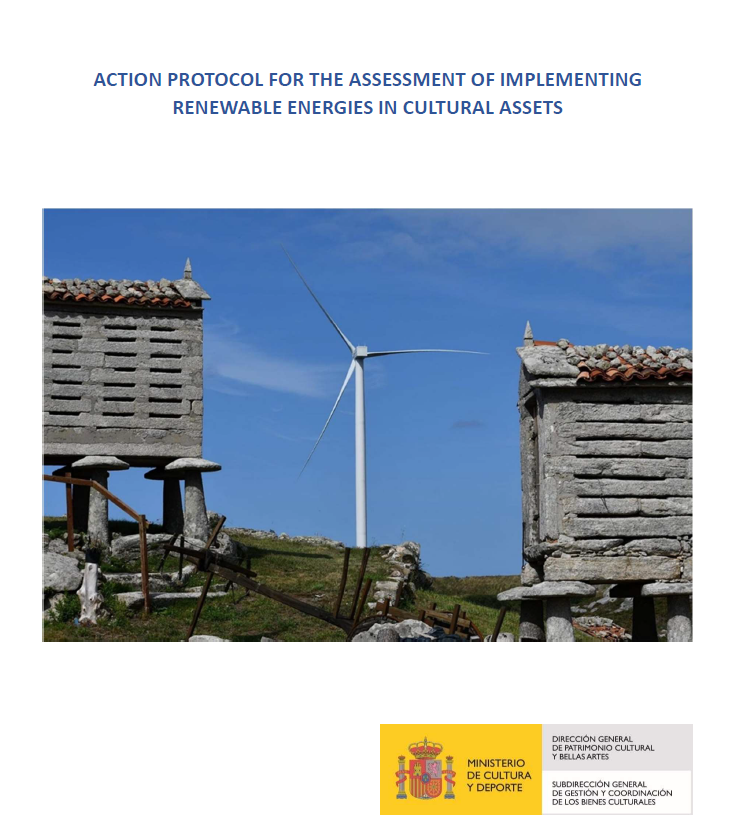 ACTION PROTOCOL FOR THE ASSESSMENT OF IMPLEMENTING
RENEWABLE ENERGIES IN CULTURAL ASSETS
MINISTERIO
DE CULTURA
Y DEPORTE
DIRECCIÓN GENERAL
DE PATRIMONIO CULTURAL
Y BELLAS ARTES
SUBDIRECCIÓN GENERAL
DE GESTIÓN Y COORDINACIÓN
DE LOS BIENES CULTURALES